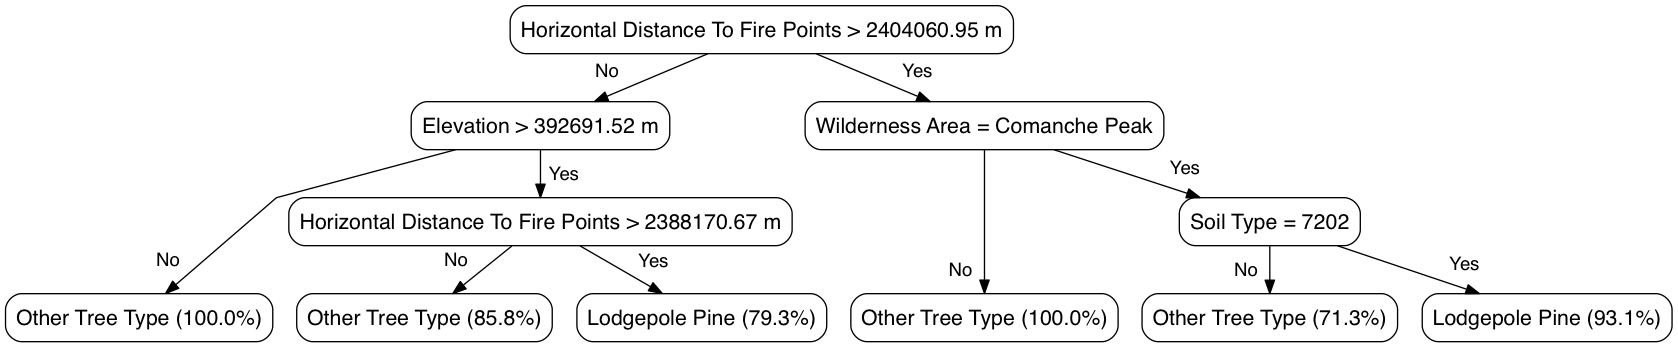 Horizontal Distance To Fire Points > 2404060.95 m
No
Yes
Elevation > 392691.52 m
Wilderness Area = Comanche Peak
Yes
Yes
Horizontal Distance To Fire Points > 2388170.67 m
Soil Type = 7202
No
No
Yes
No
No
Yes
Other Tree Type (100.0%)
Other Tree Type (85.8%)
Lodgepole Pine (79.3%)
Other Tree Type (100.0%)
Other Tree Type (71.3%)
Lodgepole Pine (93.1%)